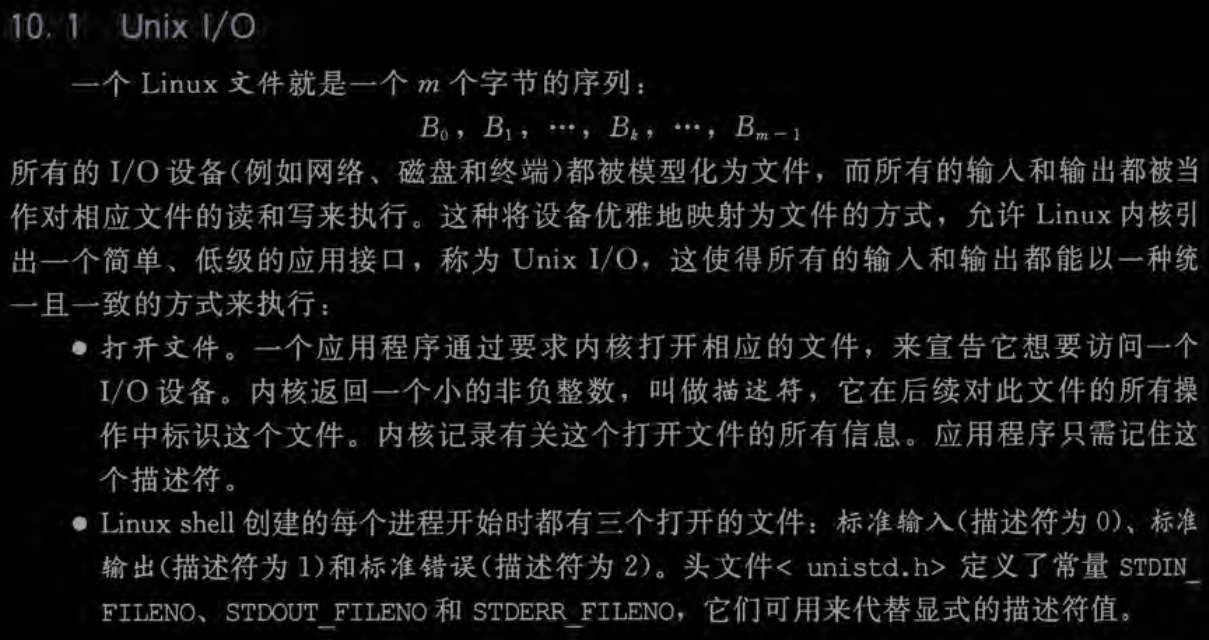 10.1 Unix I/O
一个 Linux 文件就是一个 m 个字节的序列：
B0, B1, …, Bk, …, Bm-1
所有的 I/O 设备(例如网络、磁盘和终端)都被模型化为文件，而所有的输入和输出都被当
作对相应文件的读和写来执行。这种将设备优雅地映射为文件的方式，允许 Linux 内核引
出一个简单、低级的应用接口，称为 Unix I/O，这使得所有的输入和输出都能以一种统
一且一致的方式来执行：
● 打开文件。一个应用程序通过要求内核打开相应的文件，来宣告它想要访问一个
I/O 设备。内核返回一个小的非负整数，叫做描述符，它在后续对此文件的所有操
作中标识这个文件。内核记录有关这个打开文件的所有信息。应用程序只需记住这
个描述符。
● Linux shell 创建的每个进程开始时都有三个打开的文件：标准输入(描述符为 0)、标准
输出(描述符为 1)和标准错误(描述符为 2)。头文件< unistd.h> 定义了常量 STDIN_
FILENO、STDOUT_FILENO 和 STDERR_FILENO，它们可用来代替显式的描述符值。